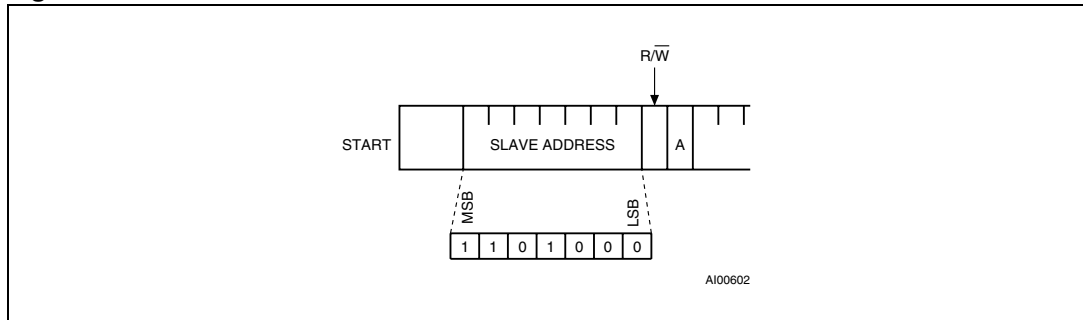 R/W
START
SLAVE ADDRESS
A
MSB
LSB
1 1 0 1 0 0 0
AI00602